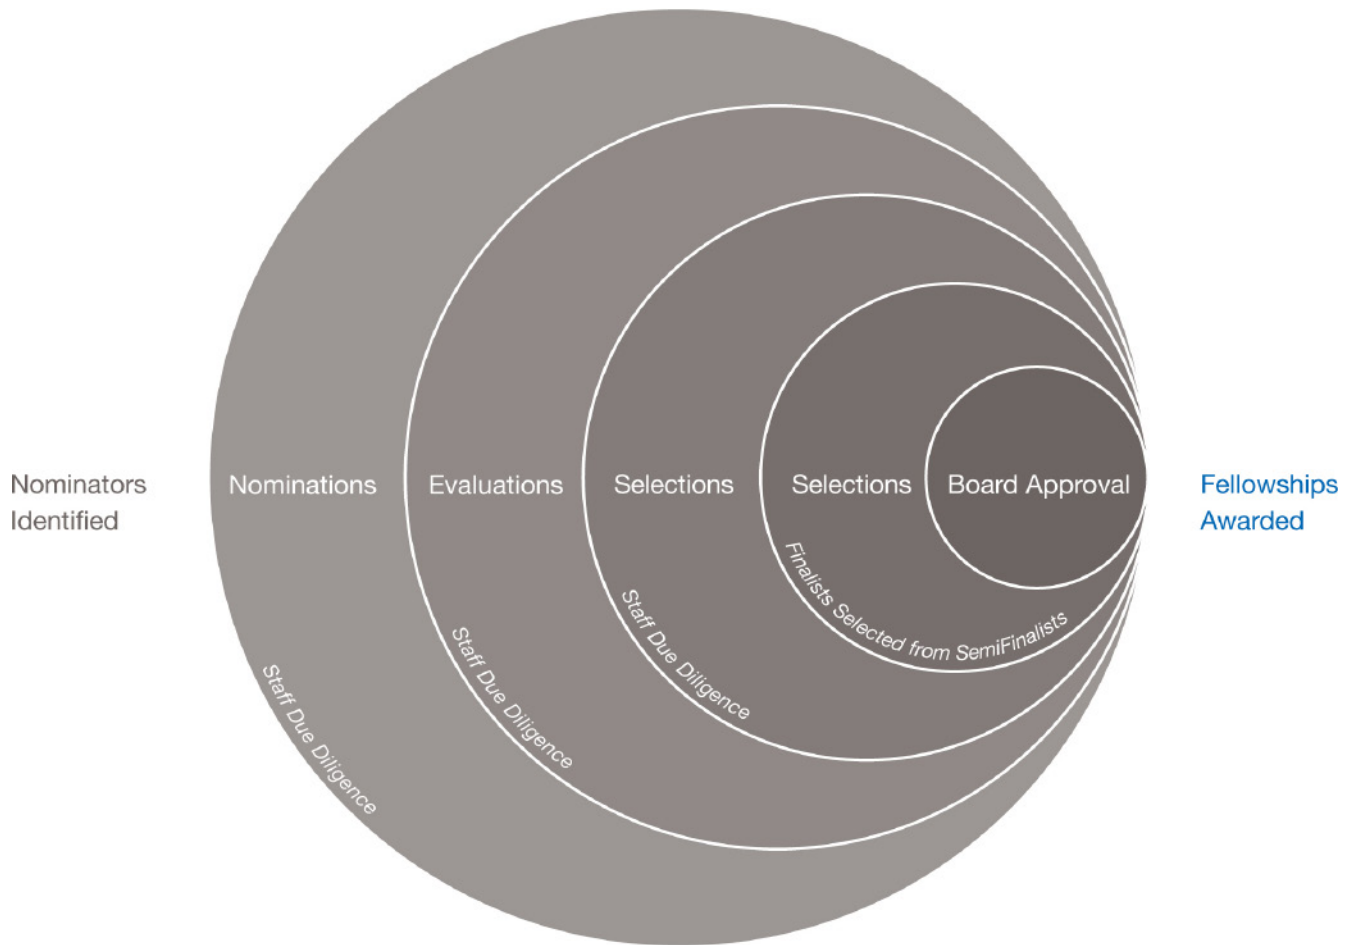 Nominators
Identified
Nominations
Evaluations
Selections
Selections
Board Approval
Fellowships
Awarded
Staff Due Diligence
Staff Due Diligence
Staff Due Diligence
Finalists Selected from SemiFinalists